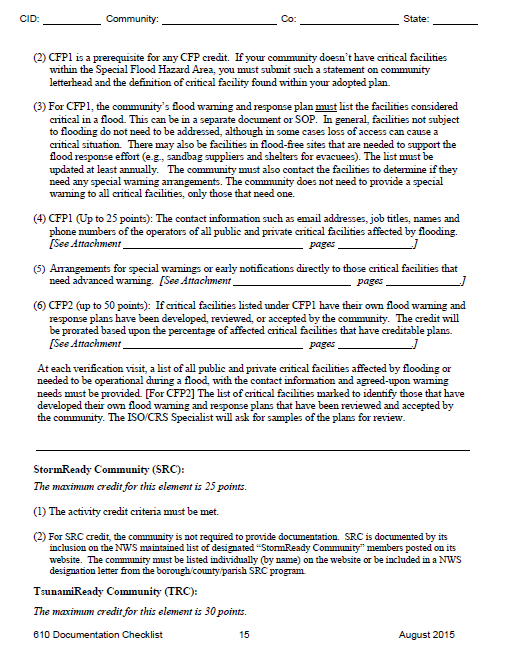 CID: __________ Community: ____________________ Co: __________________ State: ________
(2) CFP1 is a prerequisite for any CFP credit. If your community doesn't have critical facilities
within the Special Flood Hazard Area, you must submit such a statement on community
letterhead and the definition of critical facility found within your adopted plan.
(3) For CFP1, the community's flood warning and response plan must list the facilities considered
critical in a flood. This can be in a separate document or SOP. In general, facilities not subject
to flooding do not need to be addressed, although in some cases loss of access can cause a
critical situation. There may also be facilities in flood-free sites that are needed to support the
flood response effort (e.g., sandbag suppliers and shelters for evacuees). The list must be
updated at least annually. The community must also contact the facilities to determine if they
need any special warning arrangements. The community does not need to provide a special
warning to all critical facilities, only those that need one.
(4) CFP1 (Up to 25 points): The contact information such as email addresses, job titles, names and
phone numbers of the operators of all public and private critical facilities affected by flooding.
[See Attachment ______________________________ pages ____________.]
(5) Arrangements for special warnings or early notifications directly to those critical facilities that
need advanced warning. [See Attachment ____________________ pages ____________.]
(6) CFP2 (up to 50 points): If critical facilities listed under CFP1 have their own flood warning and
response plans have been developed, reviewed, or accepted by the community. The credit will
be prorated based upon the percentage of affected critical facilities that have creditable plans.
[See Attachment ______________________________ pages ____________.]
At each verification visit, a list of all public and private critical facilities affected by flooding or
needed to be operational during a flood, with the contact information and agreed-upon warning
needs must be provided. [For CFP2] The list of critical facilities marked to identify those that have
developed their own flood warning and response plans that have been reviewed and accepted by
the community. The ISO/CRS Specialist will ask for samples of the plans for review.
StormReady Community (SRC):
The maximum credit for this element is 25 points.
(1) The activity credit criteria must be met.
(2) For SRC credit, the community is not required to provide documentation. SRC is documented by its
inclusion on the NWS maintained list of designated "StormReady Community" members posted on its
website. The community must be listed individually (by name) on the website or be included in a NWS
designation letter from the borough/county/parish SRC program.
TsunamiReady Community (TRC):
The maximum credit for this element is 30 points.
610 Documentation Checklist 15 August 2015